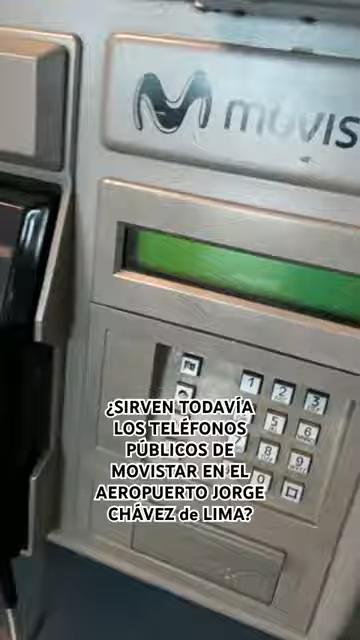 movis
1 2 3
5 6
7 8 9
0
¿SIRVEN TODAVÍA
LOS TELÉFONOS
PÚBLICOS DE
MOVISTAR EN EL
AEROPUERTO JORGE
CHÁVEZ de LIMA?